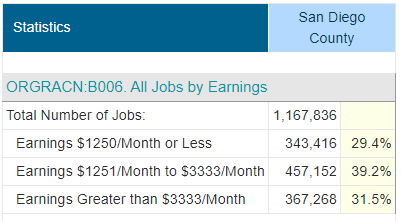 Statistics
San Diego
County
ORGRACN:B006. All Jobs by Earnings
Total Number of Jobs: 1,167,836
Earnings $1250/Month or Less 343,416 29.4%
Earnings $1251/Month to $3333/Month 457,152 39.2%
Earnings Greater than $3333/Month 367,268 31.5%